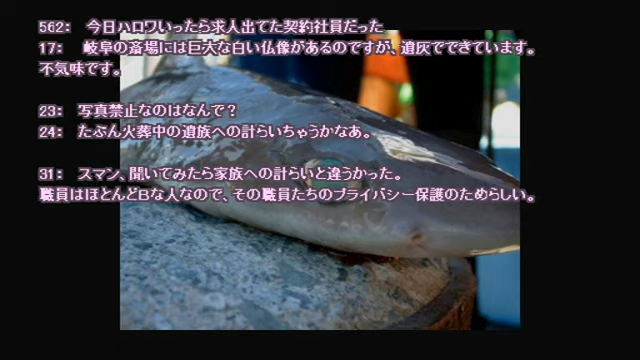 562:　今日ハロワいったら求人出てた契約社員だった
17:　岐阜の斎場には巨大な白い仏像があるのですが、遺灰でできています。
不気味です。
23:　写真禁止なのはなんで？
24:　たぶん火葬中の遺族への計らいちゃうかなあ。
31:　スマン、聞いてみたら家族への計らいと違うかった。
職員はほとんどBな人なので、その職員たちのプライバシー保護のためらしい。